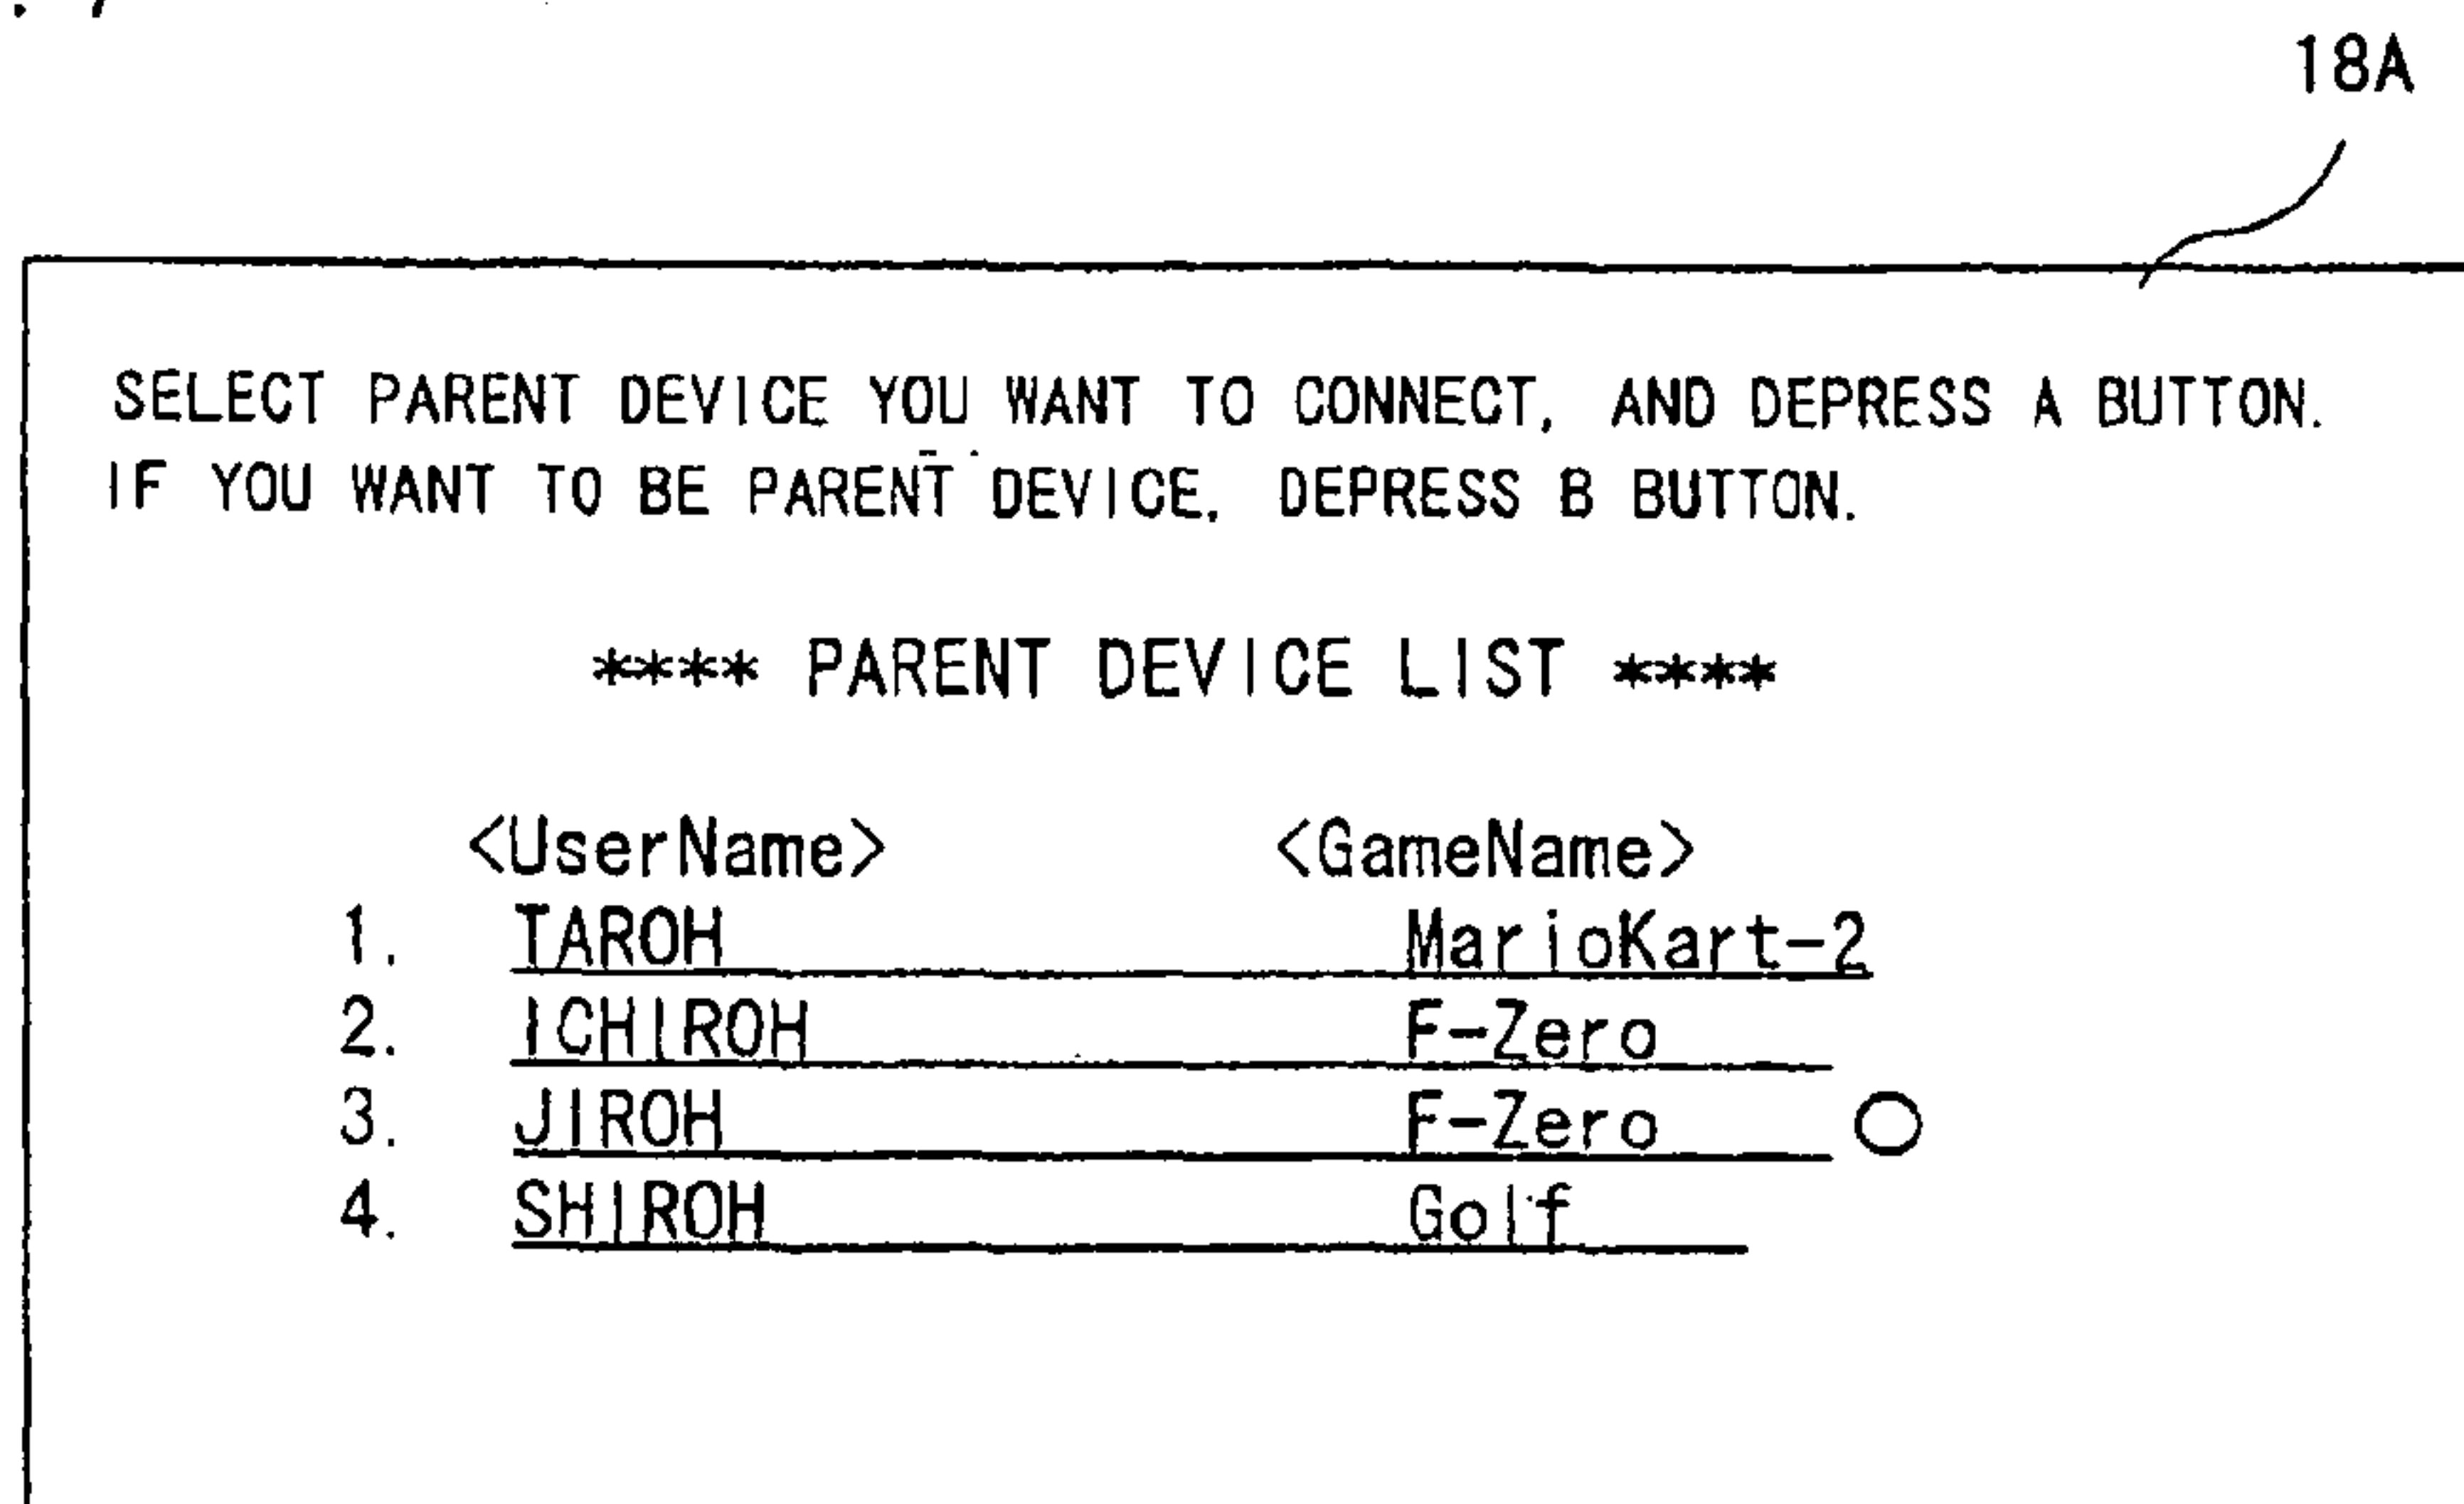 18A
SELECT PARENT DEVICE YOU WANT TO CONNECT, AND DEPRESS A BUTTON.
IF YOU WANT TO BE PARENT DEVICE, DEPRESS B BUTTON.
**** PARENT DEVICE LIST ****
<UserName> <GameName>
1. TAROH MarioKart-2
2. ICHIROH F-Zero
3. JIROH F-Zero ○
4. SHIROH Golf